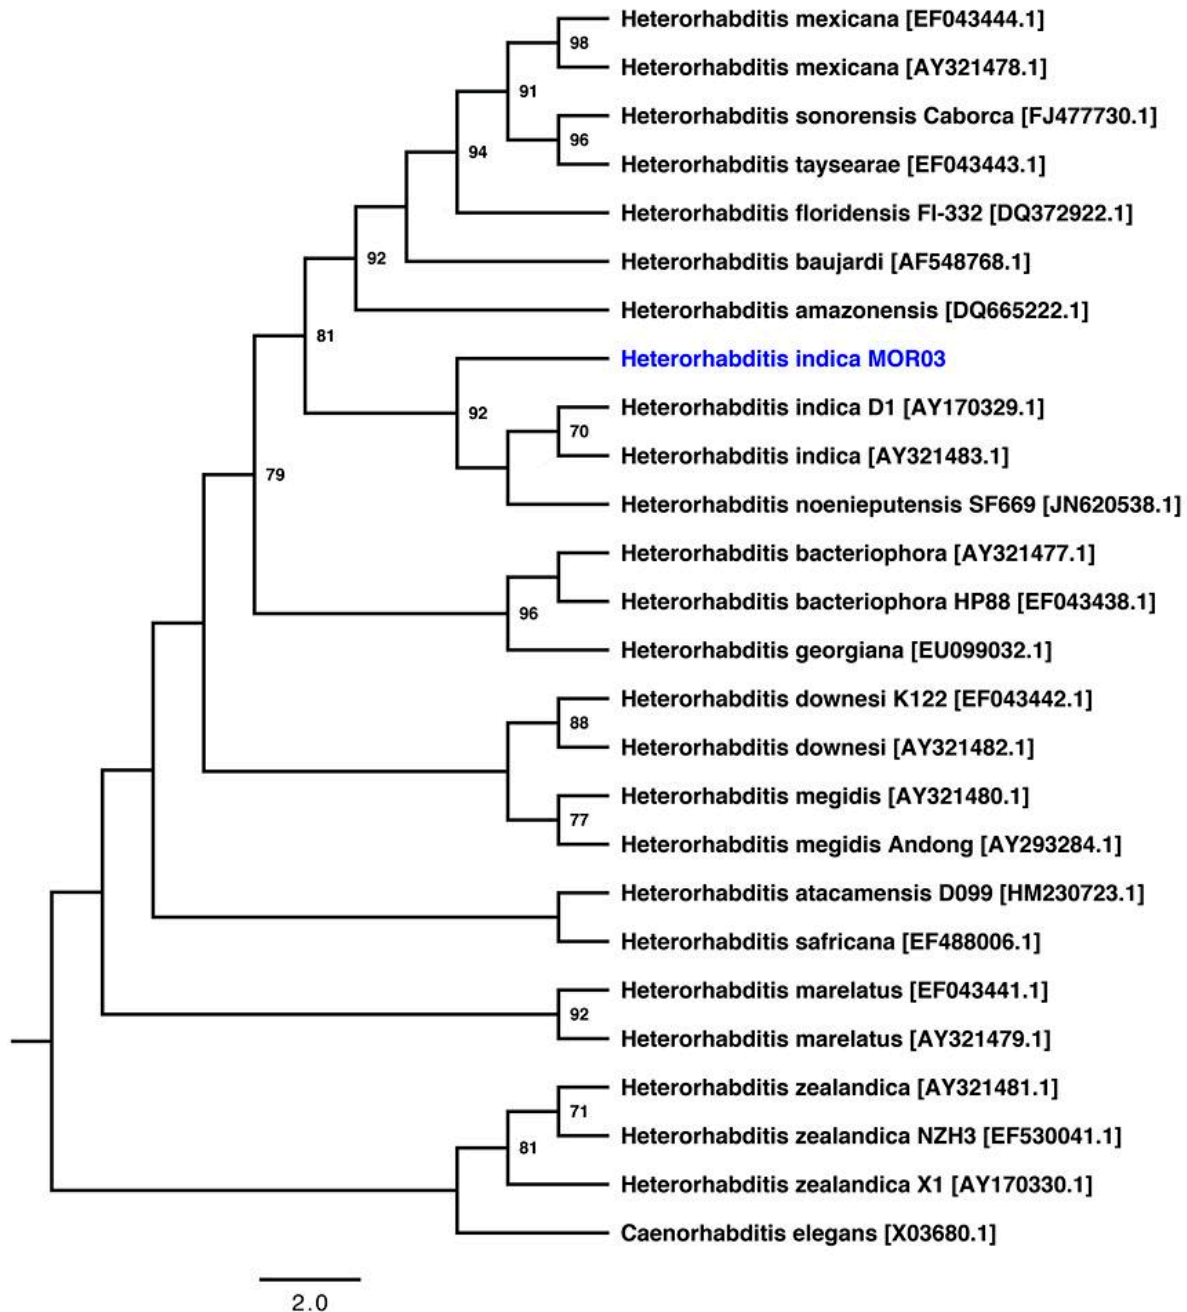 Heterorhabditis mexicana [EF043444.1]
98
Heterorhabditis mexicana [AY321478.1]
91
Heterorhabditis sonorensis Caborca [FJ477730.1]
96
94
Heterorhabditis taysearae [EF043443.1]
Heterorhabditis floridensis Fl-332 [DQ372922.1]
92
Heterorhabditis baujardi [AF548768.1]
Heterorhabditis amazonensis [DQ665222.1]
81
Heterorhabditis indica MOR03
Heterorhabditis indica D1 [AY170329.1]
92
70
Heterorhabditis indica [AY321483.1]
79
Heterorhabditis noenieputensis SF669 [JN620538.1]
Heterorhabditis bacteriophora [AY321477.1]
Heterorhabditis bacteriophora HP88 [EF043438.1]
96
Heterorhabditis georgiana [EU099032.1]
Heterorhabditis downesi K122 [EF043442.1]
88
Heterorhabditis downesi [AY321482.1]
Heterorhabditis megidis [AY321480.1]
77
Heterorhabditis megidis Andong [AY293284.1]
Heterorhabditis atacamensis D099 [HM230723.1]
Heterorhabditis safricana [EF488006.1]
Heterorhabditis marelatus [EF043441.1]
92
Heterorhabditis marelatus [AY321479.1]
Heterorhabditis zealandica [AY321481.1]
71
Heterorhabditis zealandica NZH3 [EF530041.1]
81
Heterorhabditis zealandica X1 [AY170330.1]
Caenorhabditis elegans [X03680.1]
2.0